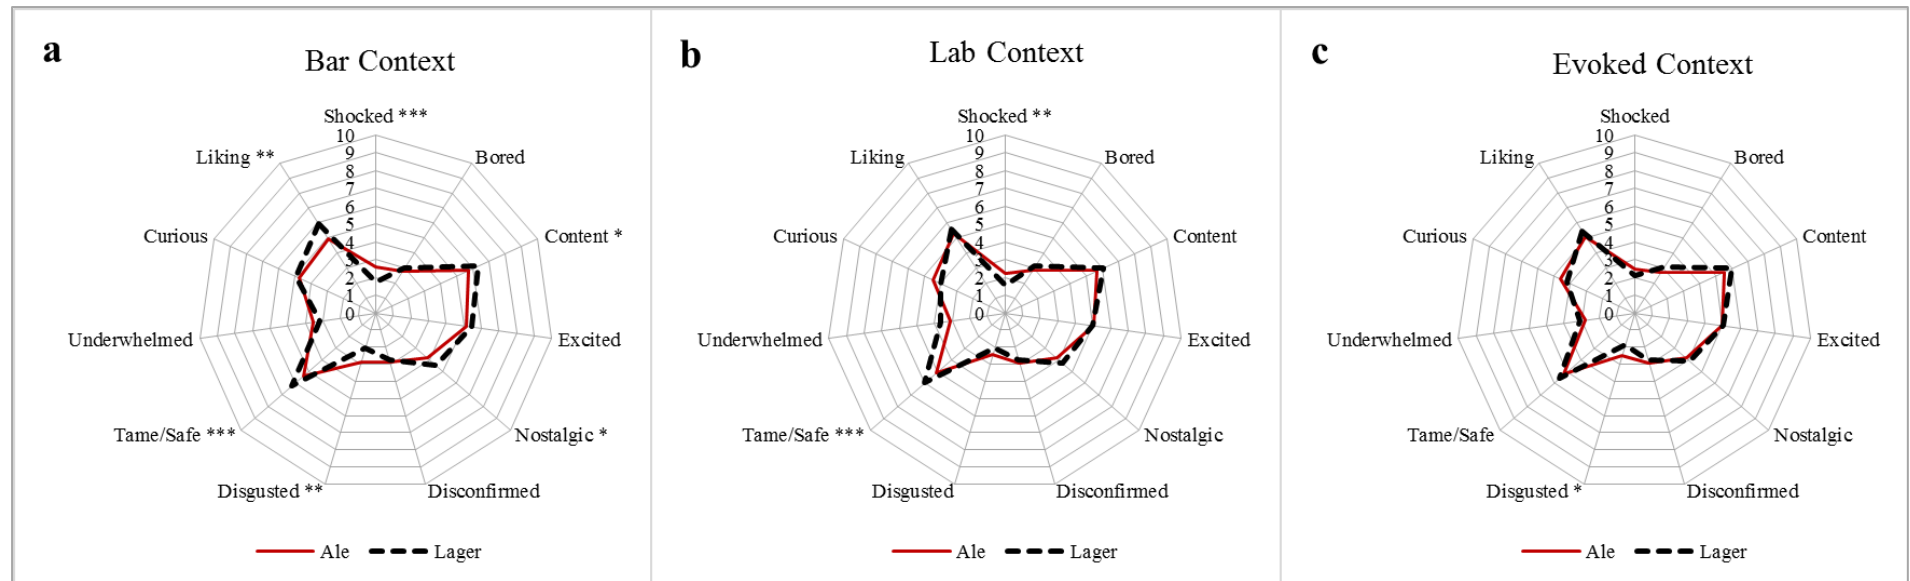 a
Bar Context
Shocked ***
Bored
Content *
Excited
Nostalgic *
Disconfirmed
Disgusted **
Tame/Safe ***
Underwhelmed
Curious
Liking **
10
9
8
7
6
5
4
3
2
1
0
Ale
Lager
b
Lab Context
Shocked **
Bored
Content
Excited
Nostalgic
Disconfirmed
Disgusted
Tame/Safe ***
Underwhelmed
Curious
Liking
10
9
8
7
6
5
4
3
2
1
0
Ale
Lager
c
Evoked Context
Shocked
Bored
Content
Excited
Nostalgic
Disconfirmed
Disgusted *
Tame/Safe
Underwhelmed
Curious
Liking
10
9
8
7
6
5
4
3
2
1
0
Ale
Lager